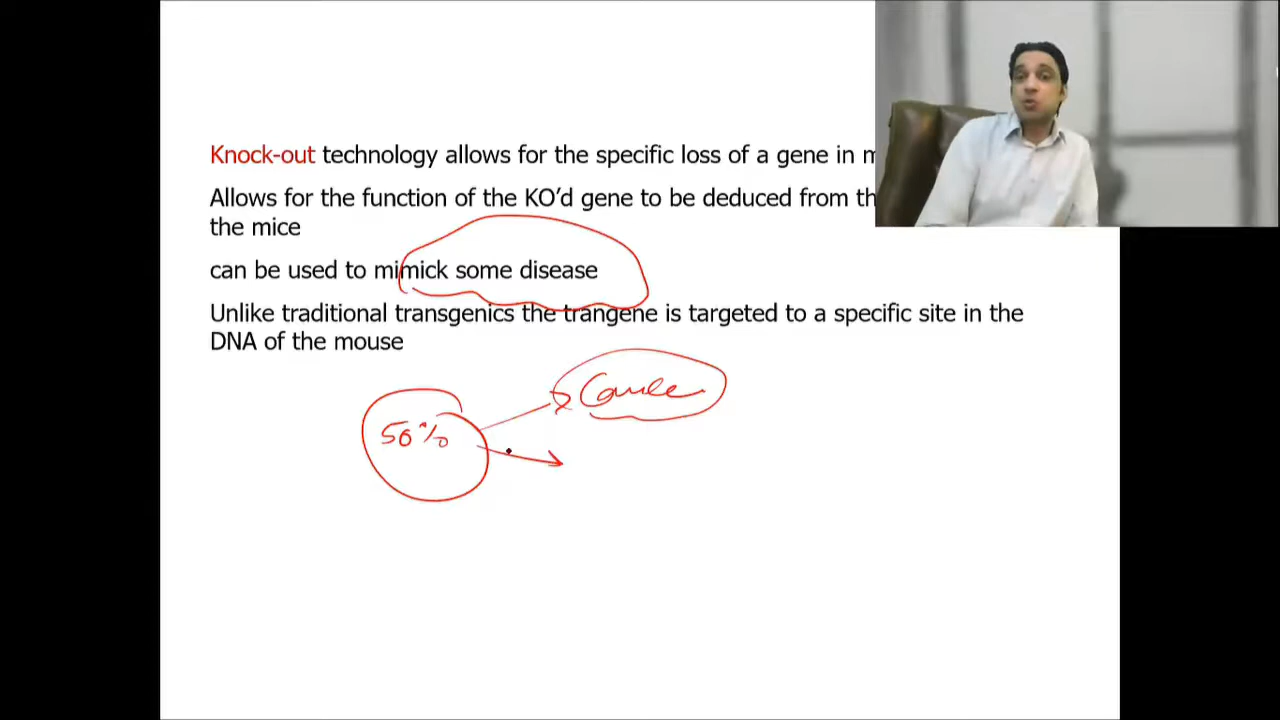 Knock-out technology allows for the specific loss of a gene in
Allows for the function of the KO'd gene to be deduced from
the mice
can be used to mimick some disease
Unlike traditional transgenics the trangene is targeted to a specific site in the
DNA of the mouse
50%